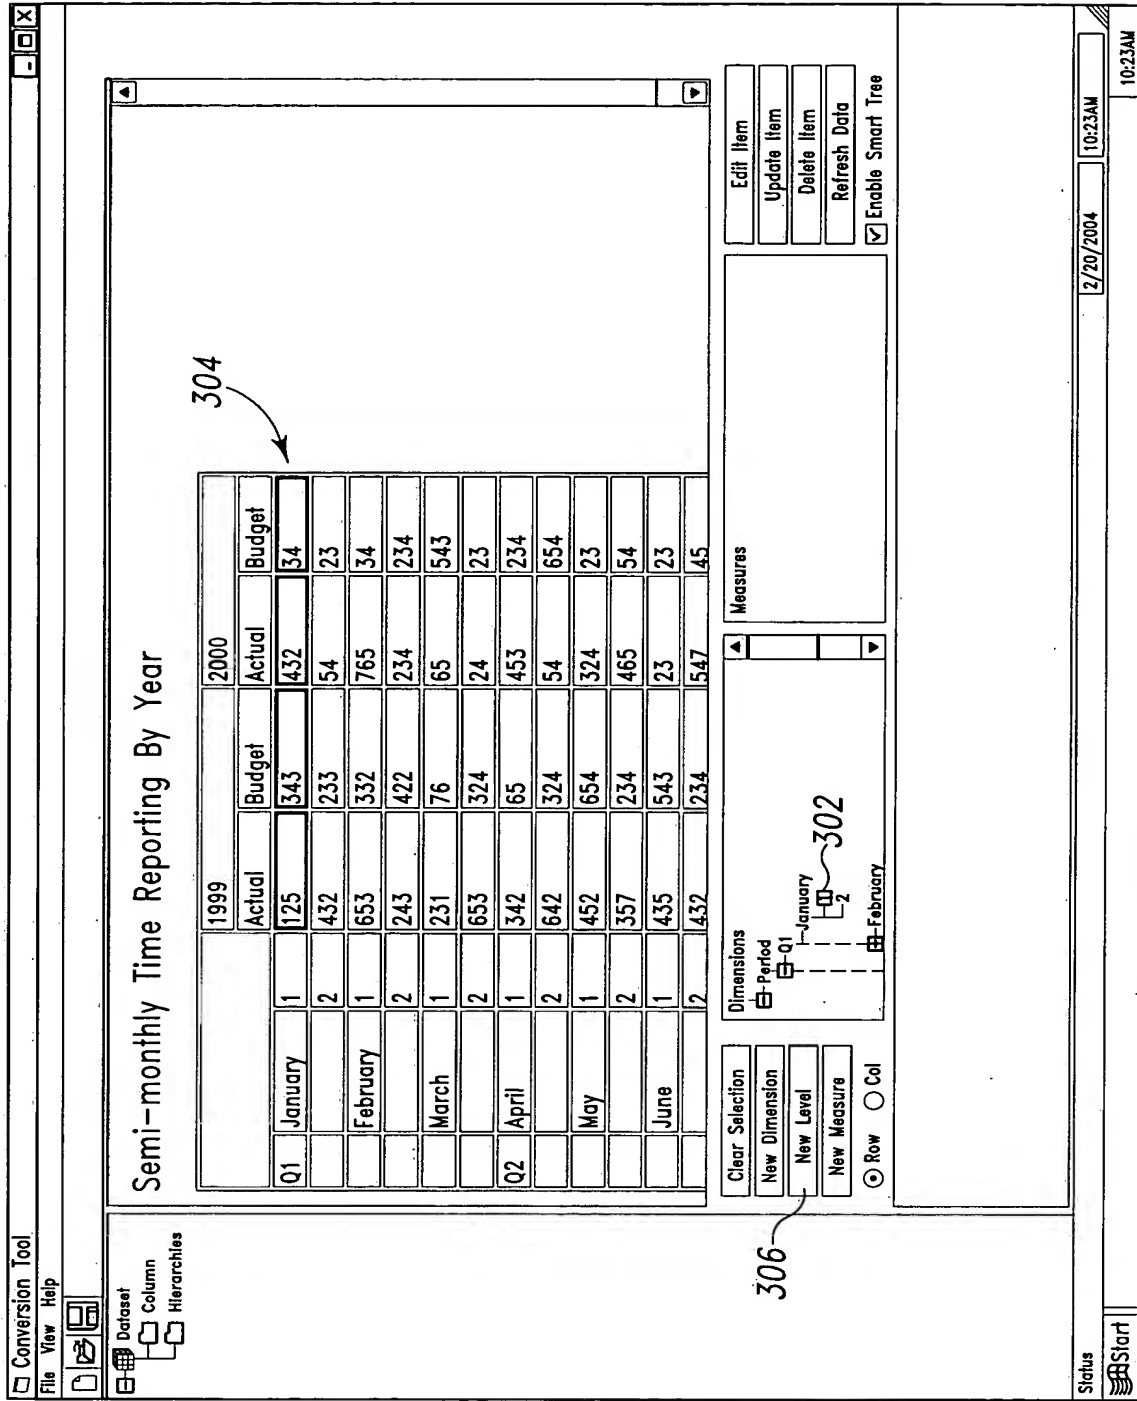 Conversion Tool
File View Help
Dataset
Column
Hierarchies
Semi-monthly Time Reporting By Year
304
1999 2000
Actual Budget Actual Budget
Q1 January 1 125 343 432 34
2 432 233 54 23
February 1 653 332 765 34
2 243 422 234 234
March 1 231 76 65 543
2 653 324 24 23
Q2 April 1 342 65 453 234
2 642 324 54 654
May 1 452 654 324 23
2 357 234 465 54
June 1 435 543 23 23
2 432 234 547 45
306
Clear Selection
New Dimension
New Level
New Measure
Row Col
Dimensions
Period
Q1
January
1
2
302
February
Measures
Edit Item
Update Item
Delete Item
Refresh Data
Enable Smart Tree
Status 2/20/2004 10:23AM
Start 10:23AM